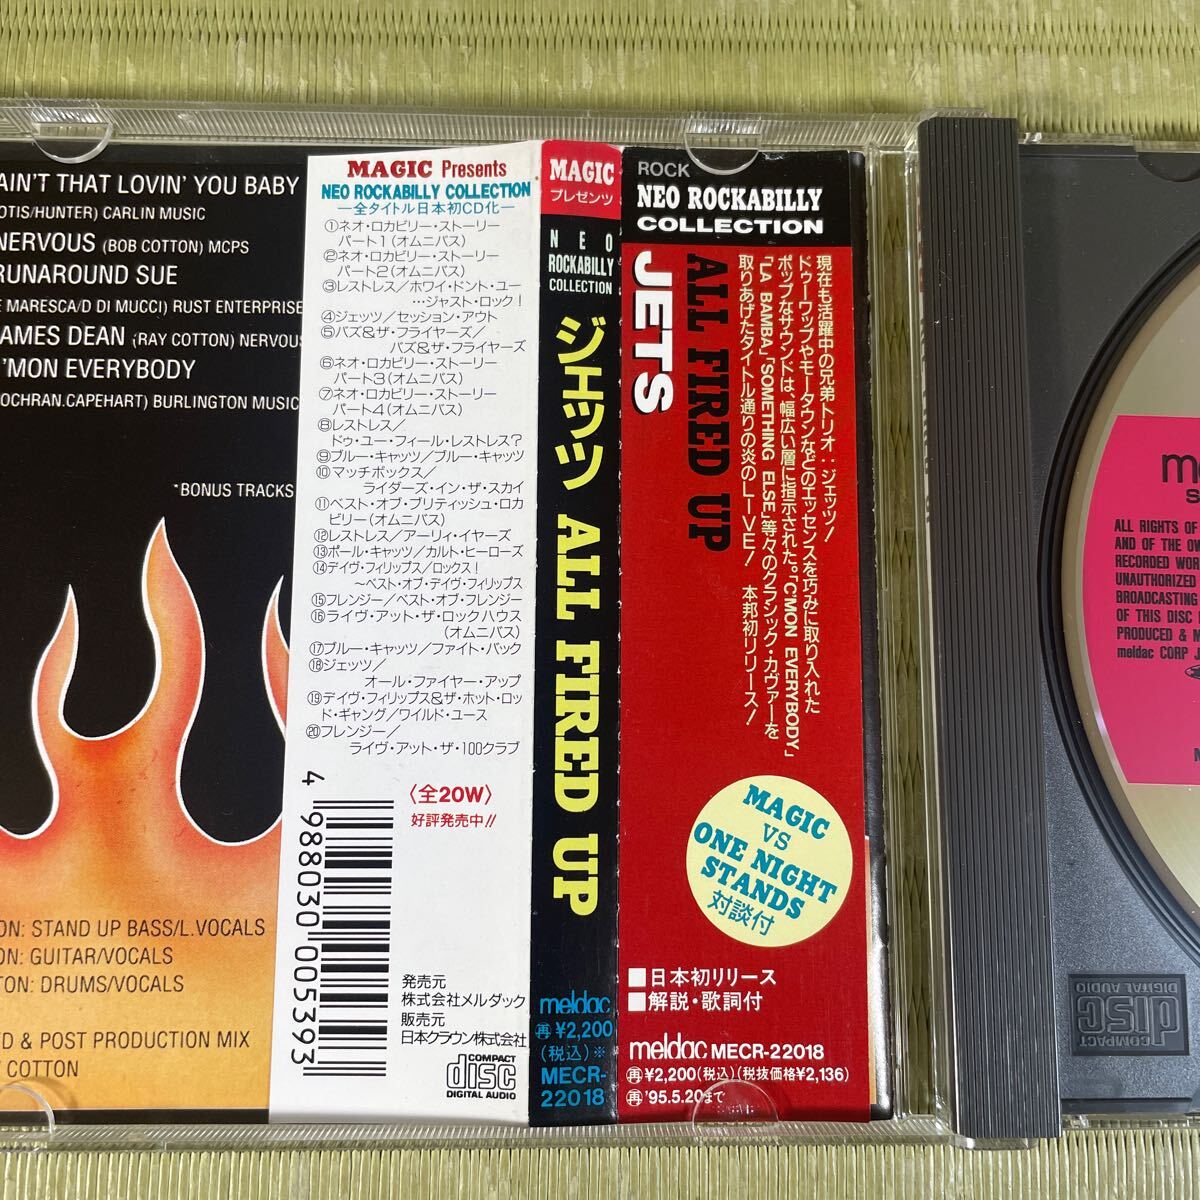 AIN'T THAT LOVIN' YOU BABY
OTIS/HUNTER) CARLIN MUSIC
NERVOUS (BOB COTTON) MCPS
RUNAROUND SUE
E MARESCA/D DI MUCCI) RUST ENTERPRISE
AMES DEAN (RAY COTTON) NERVOUS
'MON EVERYBODY
OCHRAN.CAPEHART) BURLINGTON MUSIC
*BONUS TRACKS
ON: STAND UP BASS/L.VOCALS
ON: GUITAR/VOCALS
TON: DRUMS/VOCALS
ED & POST PRODUCTION MIX
COTTON
MAGIC Presents
NEO ROCKABILLY COLLECTION
—全タイトル日本初CD化—
①ネオ・ロカビリー・ストーリー
パート1(オムニバス)
②ネオ・ロカビリー・ストーリー
パート2(オムニバス)
③レストレス/ホワイ・ドント・ユー
…ジャスト・ロック!
④ジェッツ/セッション・アウト
⑤バズ&ザ・フライヤーズ/
バズ&ザ・フライヤーズ
⑥ネオ・ロカビリー・ストーリー
パート3(オムニバス)
⑦ネオ・ロカビリー・ストーリー
パート4(オムニバス)
⑧レストレス/
ドゥ・ユー・フィール・レストレス?
⑨ブルー・キャッツ/ブルー・キャッツ
⑩マッチボックス/
ライダーズ・イン・ザ・スカイ
⑪ベスト・オブ・ブリティッシュ・ロカ
ビリー(オムニバス)
⑫レストレス/アーリィ・イヤーズ
⑬ポール・キャッツ/カルト・ヒーローズ
⑭デイヴ・フィリップス/ロックス!
〜ベスト・オブ・デイヴ・フィリップス
⑮フレンジー/ベスト・オブ・フレンジー
⑯ライヴ・アット・ザ・ロックハウス
(オムニバス)
⑰ブルー・キャッツ/ファイト・バック
⑱ジェッツ/
オール・ファイヤー・アップ
⑲デイヴ・フィリップス&ザ・ホット・ロッ
ド・ギャング/ワイルド・ユース
⑳フレンジー/
ライヴ・アット・ザ・100クラブ
〈全20W〉
好評発売中!!
4 988030 005393
発売元
株式会社メルダック
販売元
日本クラウン株式会社
COMPACT
disc
DIGITAL AUDIO
MAGIC
プレゼンツ
NEO
ROCKABILLY
COLLECTION
ジェッツ ALL FIRED UP
meldac
再¥2,200
(税込)※
MECR-
22018
ROCK
NEO ROCKABILLY
COLLECTION
JETS
ALL FIRED UP
現在も活躍中の兄弟トリオ:ジェッツ!
ドゥーワップやモータウンなどのエッセンスを巧みに取り入れた
ポップなサウンドは、幅広い層に指示された。「C'MON EVERYBODY」
「LA BAMBA」「SOMETHING ELSE」等々のクラシック・カヴァーを
取りあげたタイトル通りの炎のLIVE! 本邦初リリース!
MAGIC
VS
ONE NIGHT
STANDS
対談付
■日本初リリース
■解説・歌詞付
meldac MECR-22018
再¥2,200(税込)(税抜価格¥2,136)
再'95.5.20まで
ALL RIGHTS OF
AND OF THE OW
RECORDED WOR
UNAUTHORIZED
BROADCASTING
OF THIS DISC
PRODUCED & M
meldac CORP J
COMPACT
disc
DIGITAL AUDIO